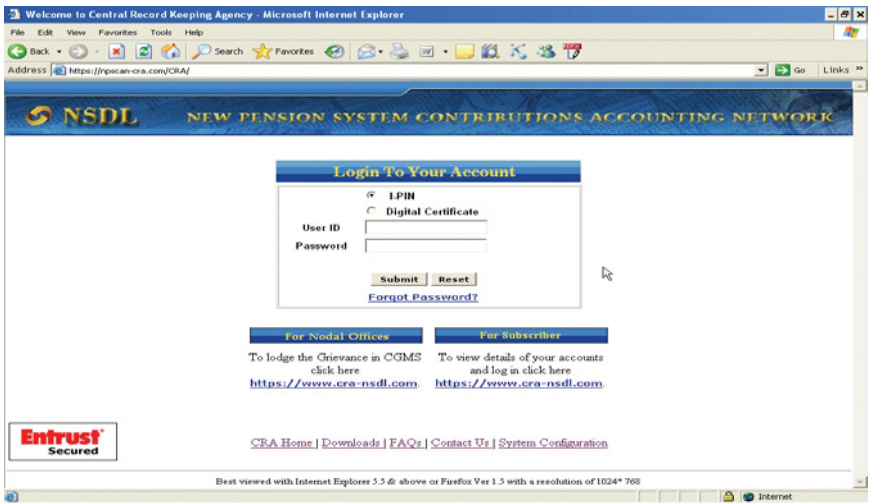 Welcome to Central Record Keeping Agency - Microsoft Internet Explorer
File Edit View Favorites Tools Help
Back Search Favorites
Address https://npscan-cra.com/CRA/ Go Links »
NSDL NEW PENSION SYSTEM CONTRIBUTIONS ACCOUNTING NETWORK
Login To Your Account
I-PIN
Digital Certificate
User ID
Password
Submit Reset
Forgot Password?
For Nodal Offices
To lodge the Grievance in CGMS
click here
https://www.cra-nsdl.com.
For Subscriber
To view details of your accounts
and log in click here
https://www.cra-nsdl.com.
Entrust
Secured
CRA Home | Downloads | FAQs | Contact Us | System Configuration
Best viewed with Internet Explorer 5.5 & above or Firefox Ver 1.5 with a resolution of 1024* 768
Internet